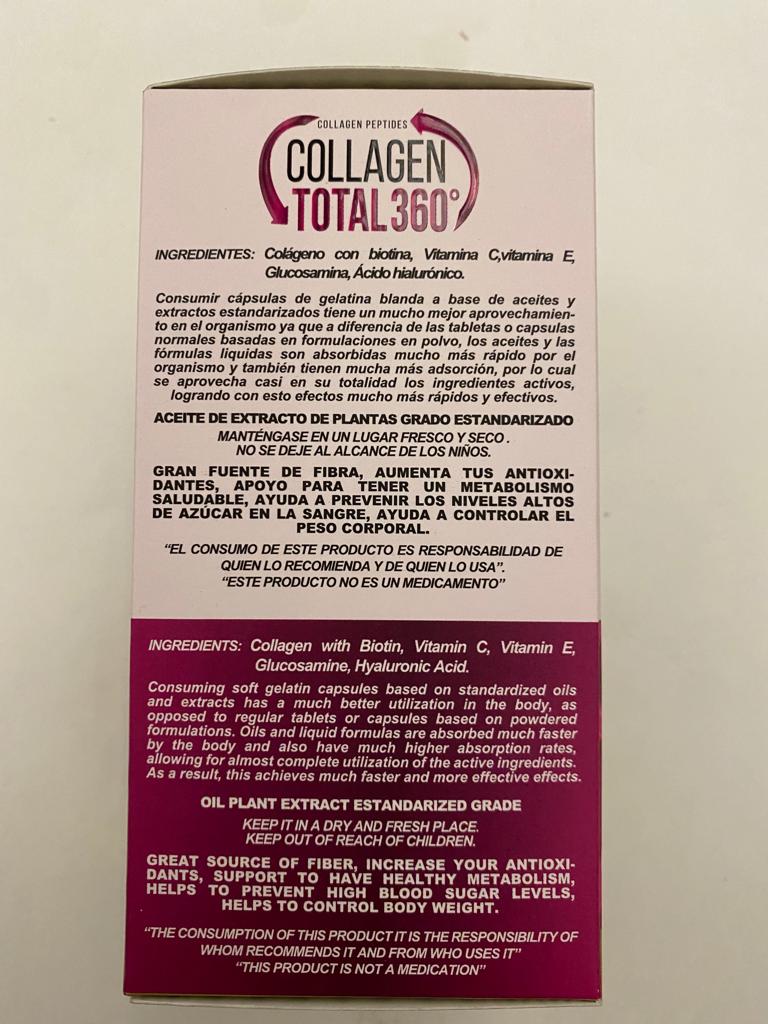 COLLAGEN PEPTIDES
COLLAGEN
TOTAL 360°
INGREDIENTES: Colágeno con biotina, Vitamina C,vitamina E,
Glucosamina, Ácido hialurónico.
Consumir cápsulas de gelatina blanda a base de aceites y
extractos estandarizados tiene un mucho mejor aprovechamien-
to en el organismo ya que a diferencia de las tabletas o capsulas
normales basadas en formulaciones en polvo, los aceites y las
fórmulas liquidas son absorbidas mucho más rápido por el
organismo y también tienen mucha más adsorción, por lo cual
se aprovecha casi en su totalidad los ingredientes activos,
logrando con esto efectos mucho más rápidos y efectivos.
ACEITE DE EXTRACTO DE PLANTAS GRADO ESTANDARIZADO
MANTÉNGASE EN UN LUGAR FRESCO Y SECO .
NO SE DEJE AL ALCANCE DE LOS NIÑOS.
GRAN FUENTE DE FIBRA, AUMENTA TUS ANTIOXI-
DANTES, APOYO PARA TENER UN METABOLISMO
SALUDABLE, AYUDA A PREVENIR LOS NIVELES ALTOS
DE AZÚCAR EN LA SANGRE, AYUDA A CONTROLAR EL
PESO CORPORAL.
“EL CONSUMO DE ESTE PRODUCTO ES RESPONSABILIDAD DE
QUIEN LO RECOMIENDA Y DE QUIEN LO USA”.
“ESTE PRODUCTO NO ES UN MEDICAMENTO”
INGREDIENTS: Collagen with Biotin, Vitamin C, Vitamin E,
Glucosamine, Hyaluronic Acid.
Consuming soft gelatin capsules based on standardized oils
and extracts has a much better utilization in the body, as
opposed to regular tablets or capsules based on powdered
formulations. Oils and liquid formulas are absorbed much faster
by the body and also have much higher absorption rates,
allowing for almost complete utilization of the active ingredients.
As a result, this achieves much faster and more effective effects.
OIL PLANT EXTRACT ESTANDARIZED GRADE
KEEP IT IN A DRY AND FRESH PLACE.
KEEP OUT OF REACH OF CHILDREN.
GREAT SOURCE OF FIBER, INCREASE YOUR ANTIOXI-
DANTS, SUPPORT TO HAVE HEALTHY METABOLISM,
HELPS TO PREVENT HIGH BLOOD SUGAR LEVELS,
HELPS TO CONTROL BODY WEIGHT.
“THE CONSUMPTION OF THIS PRODUCT IT IS THE RESPONSIBILITY OF
WHOM RECOMMENDS IT AND FROM WHO USES IT”
“THIS PRODUCT IS NOT A MEDICATION”